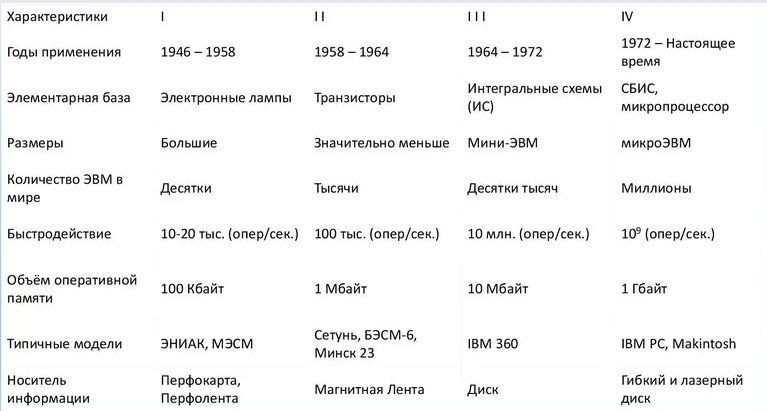 Характеристики I I I I I I IV
Годы применения 1946 – 1958 1958 – 1964 1964 – 1972 1972 – Настоящее
время
Элементарная база Электронные лампы Транзисторы Интегральные схемы
(ИС) СБИС,
микропроцессор
Размеры Большие Значительно меньше Мини-ЭВМ микроЭВМ
Количество ЭВМ в
мире Десятки Тысячи Десятки тысяч Миллионы
Быстродействие 10-20 тыс. (опер/сек.) 100 тыс. (опер/сек.) 10 млн. (опер/сек.) 10⁹ (опер/сек.)
Объём оперативной
памяти 100 Кбайт 1 Мбайт 10 Мбайт 1 Гбайт
Типичные модели ЭНИАК, МЭСМ Сетунь, БЭСМ-6,
Минск 23 IBM 360 IBM PC, Makintosh
Носитель
информации Перфокарта,
Перфолента Магнитная Лента Диск Гибкий и лазерный
диск